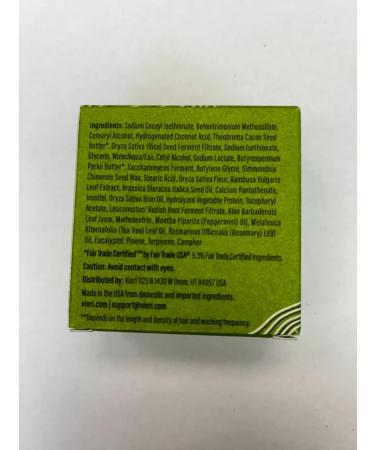 Ingredients: Sodium Cocoyl Isethionate, Behentrimonium Methosulfate,
Cetearyl Alcohol, Hydrogenated Coconut Acid, Theobroma Cacao Seed
Butter*, Oryza Sativa (Rice) Seed Ferment Filtrate, Sodium Isethionate,
Glycerin, Water/Aqua/Eau, Cetyl Alcohol, Sodium Lactate, Butyrospermum
Parkii Butter*, Saccharomyces Ferment, Butylene Glycol, Simmondsia
Chinensis Seed Wax, Stearic Acid, Oryza Sativa Fleur, Bambusa Vulgaris
Leaf Extract, Brassica Oleracea Italica Seed Oil, Calcium Pantothenate,
Inositol, Oryza Sativa Bran Oil, Hydrolyzed Vegetable Protein, Tocopheryl
Acetate, Leuconostoc/ Radish Root Ferment Filtrate, Aloe Barbadensis
Leaf Juice, Maltodextrin, Mentha Piperita (Peppermint) Oil, Melaleuca
Alternafolia (Tea Tree) Leaf Oil, Rosmarinus Officinalis (Rosemary) Leaf
Oil, Eucalyptol, Pinene, Terpinene, Camphor
*Fair Trade Certified™ by Fair Trade USA®. 5.3% Fair Trade Certified Ingredients.
Caution: Avoid contact with eyes.
Distributed by: Viori 1123 N 1430 W Orem, UT 84057 USA
Made in the USA from domestic and imported ingredients.
viori.com | support@viori.com
**Depends on the length and density of hair and washing frequency.